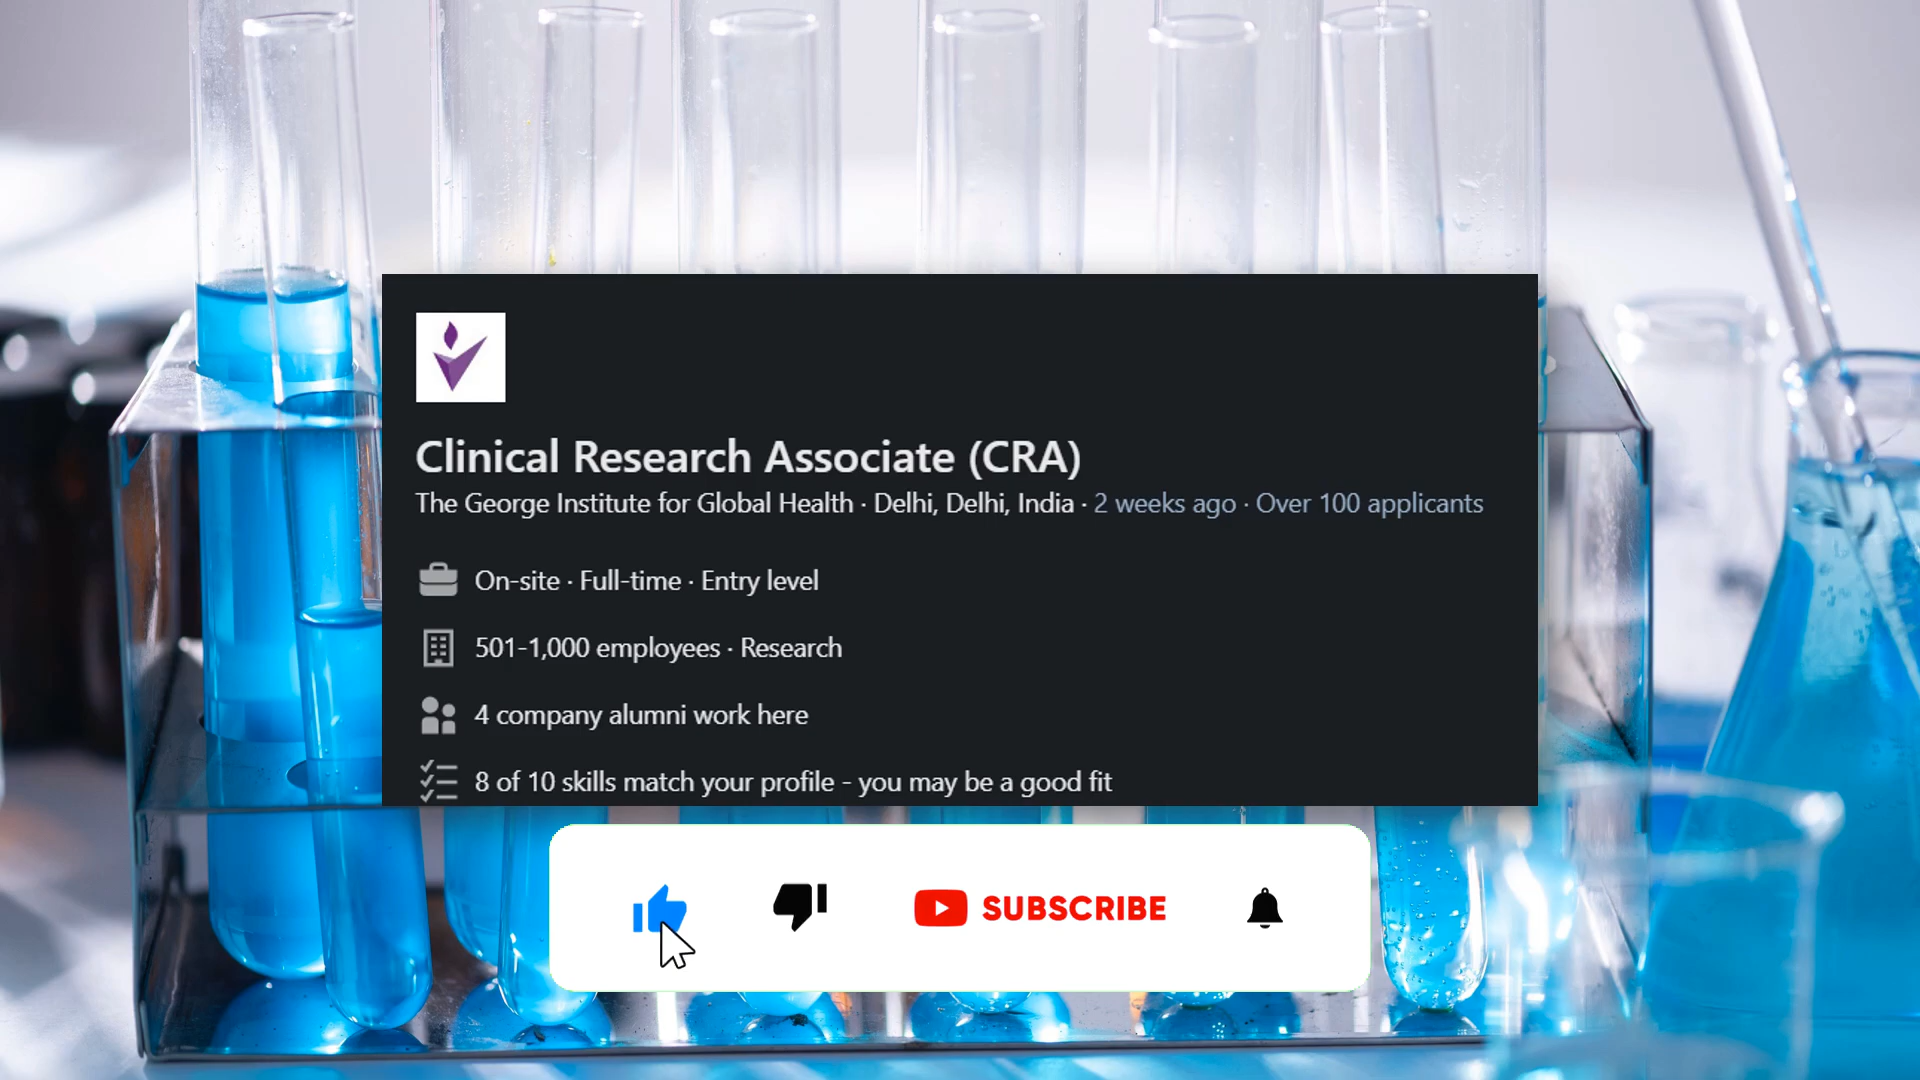 Clinical Research Associate (CRA)
The George Institute for Global Health · Delhi, Delhi, India · 2 weeks ago · Over 100 applicants
On-site · Full-time · Entry level
501-1,000 employees · Research
4 company alumni work here
8 of 10 skills match your profile - you may be a good fit
SUBSCRIBE